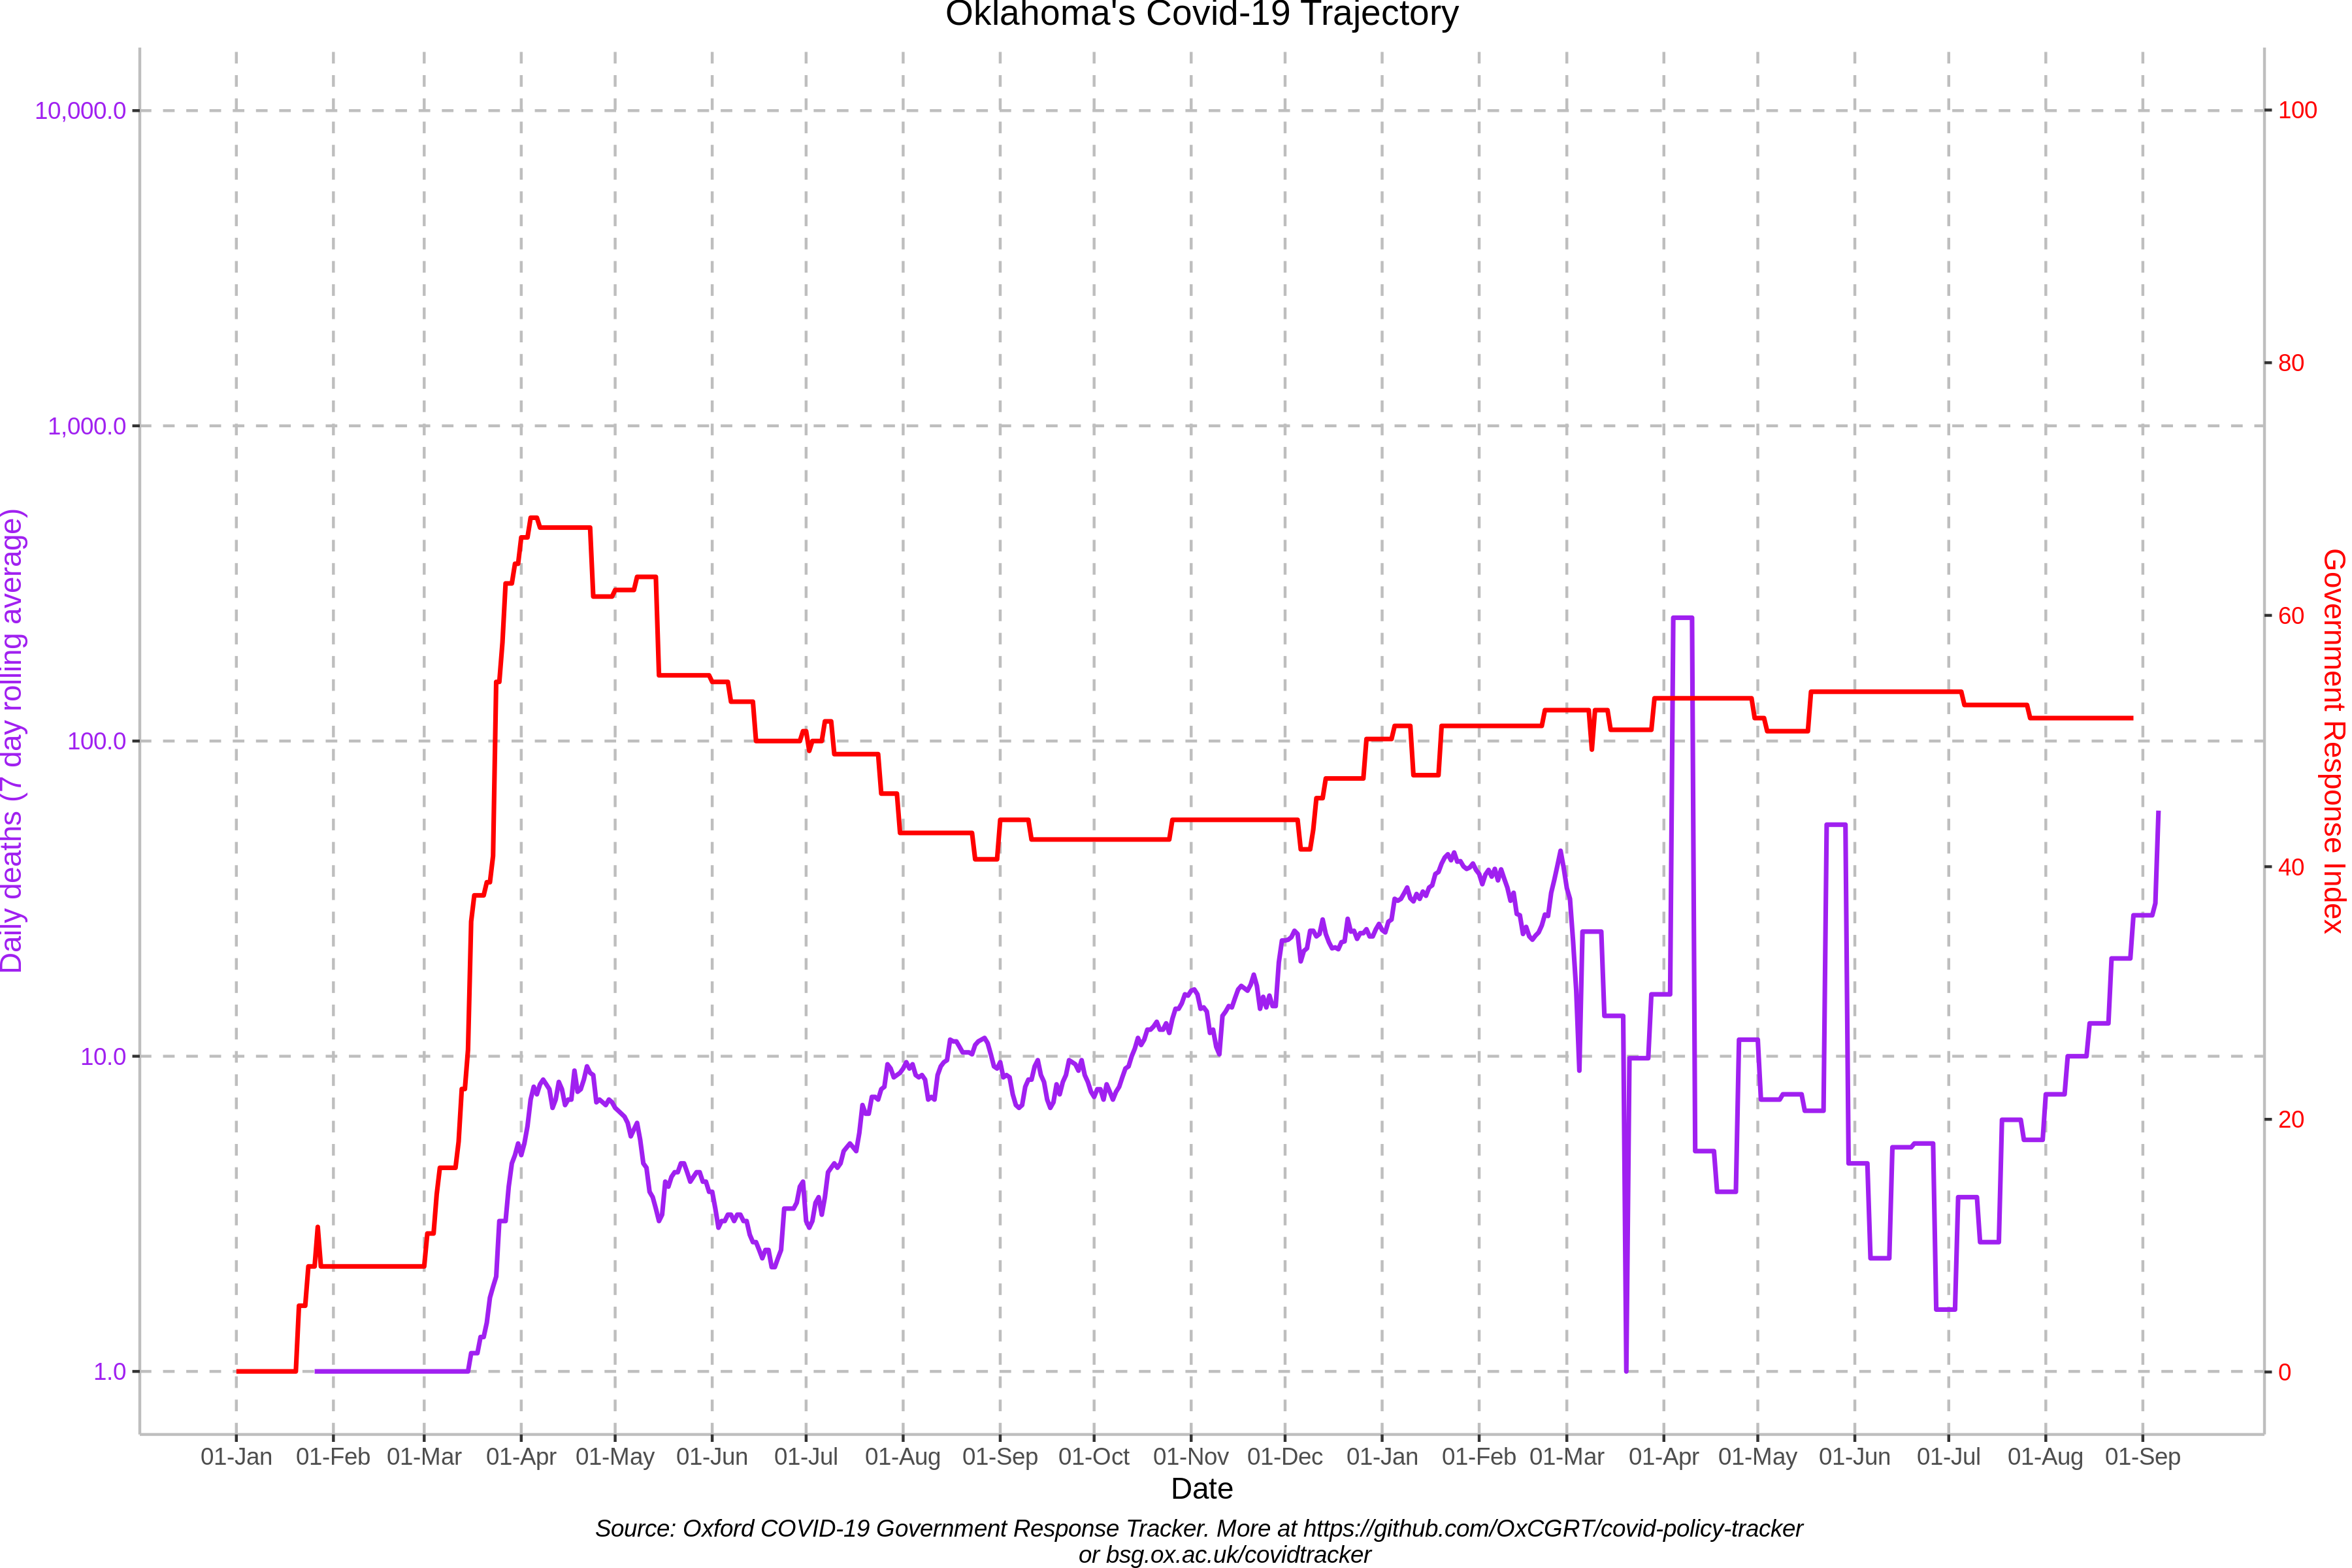 Oklahoma's Covid-19 Trajectory
10,000.0
1,000.0
100.0
10.0
1.0
Daily deaths (7 day rolling average)
100
80
60
40
20
0
Government Response Index
01-Jan 01-Feb 01-Mar 01-Apr 01-May 01-Jun 01-Jul 01-Aug 01-Sep 01-Oct 01-Nov 01-Dec 01-Jan 01-Feb 01-Mar 01-Apr 01-May 01-Jun 01-Jul 01-Aug 01-Sep
Date
Source: Oxford COVID-19 Government Response Tracker. More at https://github.com/OxCGRT/covid-policy-tracker
or bsg.ox.ac.uk/covidtracker